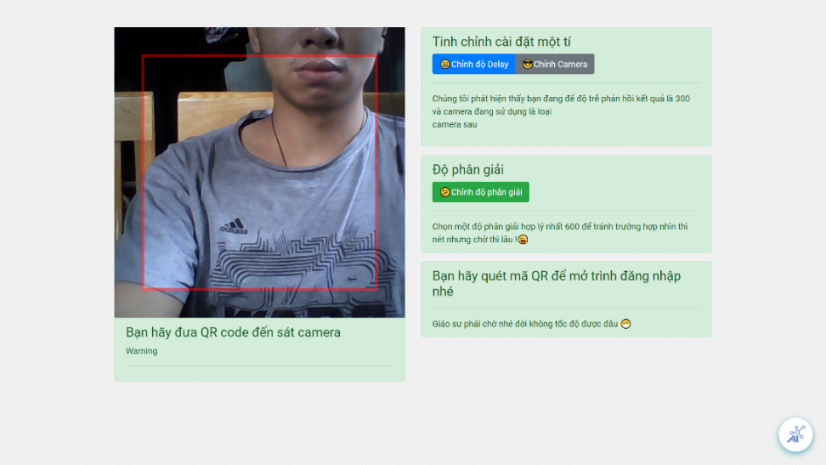 Tinh chỉnh cài đặt một tí
😄Chỉnh độ Delay
😎Chỉnh Camera
Chúng tôi phát hiện thấy bạn đang để độ trễ phản hồi kết quả là 300
và camera đang sử dụng là loại
camera sau
Độ phân giải
🤔Chỉnh độ phân giải
Chọn một độ phân giải hợp lý nhất 600 để tránh trường hợp nhìn thì
nét nhưng chờ thì lâu !😀
Bạn hãy quét mã QR để mở trình đăng nhập
nhé
Giáo sư phải chờ nhé đời không tốc độ được đâu 😁
adidas
Bạn hãy đưa QR code đến sát camera
Warning
AI